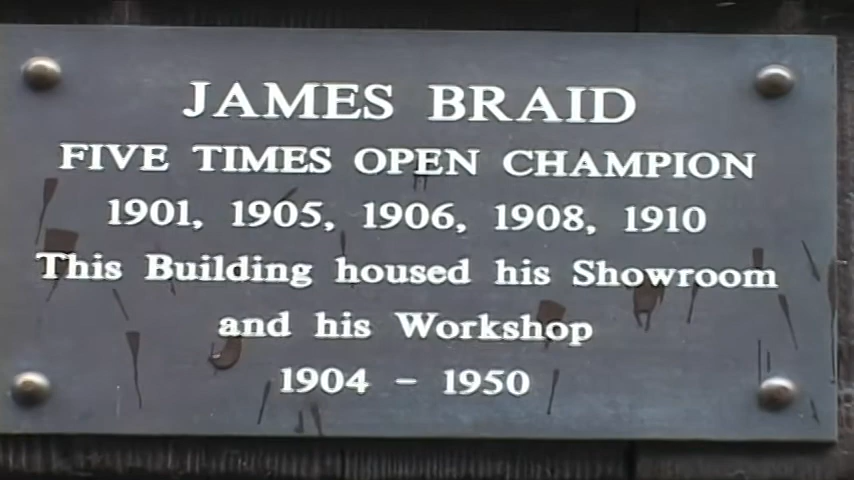 JAMES BRAID
FIVE TIMES OPEN CHAMPION
1901, 1905, 1906, 1908, 1910
This Building housed his Showroom
and his Workshop
1904 - 1950